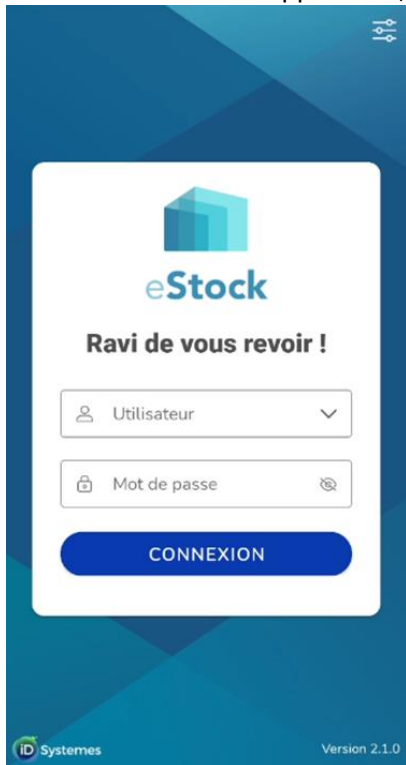 eStock
Ravi de vous revoir !
Utilisateur
Mot de passe
CONNEXION
iD Systemes
Version 2.1.0